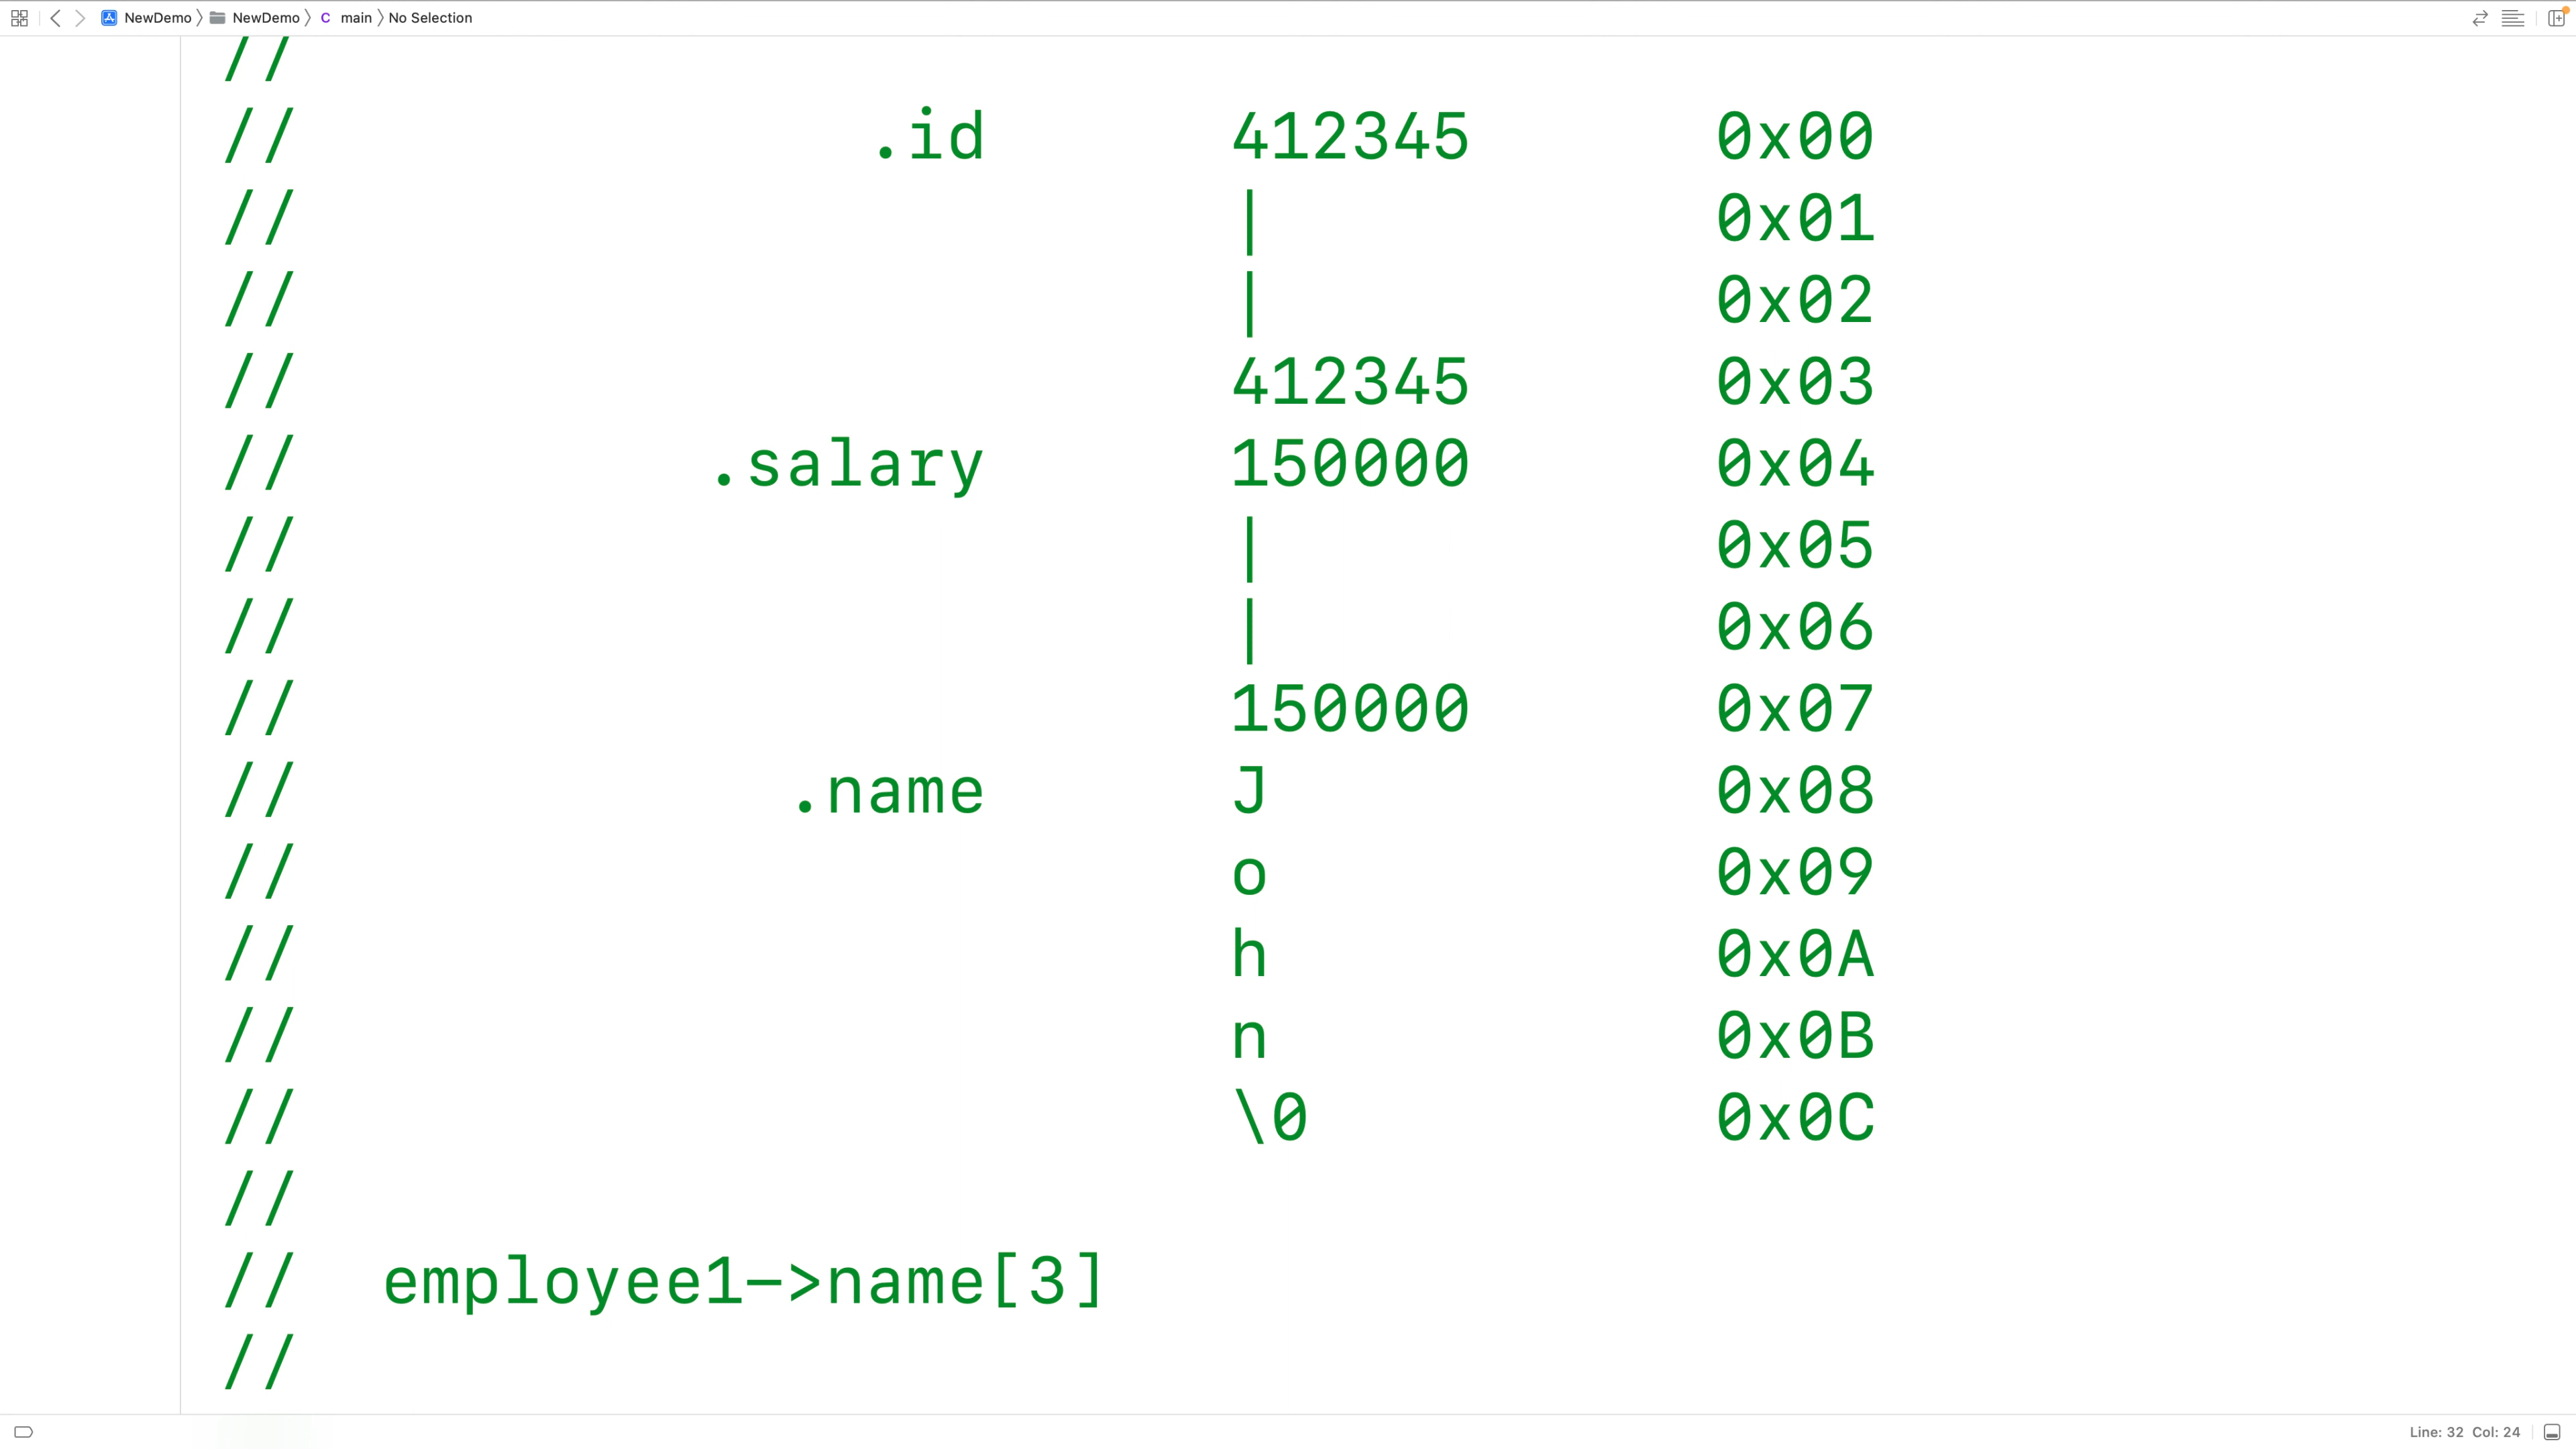 NewDemo NewDemo C main No Selection
//
// .id 412345 0x00
// | 0x01
// | 0x02
// 412345 0x03
// .salary 150000 0x04
// | 0x05
// | 0x06
// 150000 0x07
// .name J 0x08
// o 0x09
// h 0x0A
// n 0x0B
// \0 0x0C
//
// employee1->name[3]
//
Line: 32 Col: 24